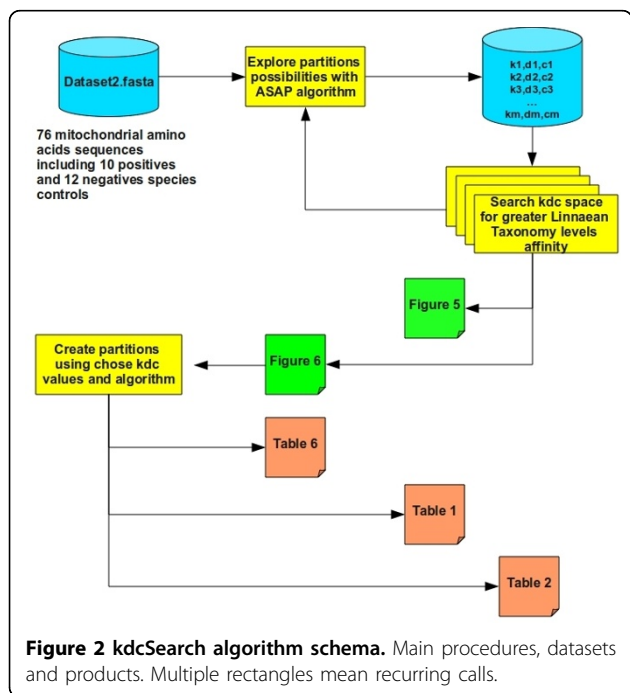 Dataset2.fasta
Explore partitions
possibilities with
ASAP algorithm
k1,d1,c1
k2,d2,c2
k3,d3,c3
...
km,dm,cm
76 mitochondrial amino
acids sequences
including 10 positives
and 12 negatives species
controls
Search kdc space
for greater Linnaean
Taxonomy levels
affinity
Figure 5
Create partitions
using chose kdc
values and algorithm
Figure 6
Table 6
Table 1
Table 2
Figure 2 kdcSearch algorithm schema. Main procedures, datasets
and products. Multiple rectangles mean recurring calls.